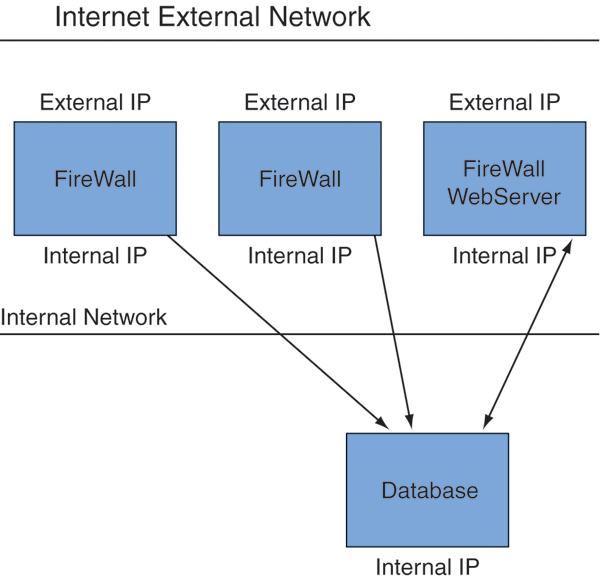 Internet External Network
External IP
External IP
External IP
FireWall
FireWall
FireWall
WebServer
Internal IP
Internal IP
Internal IP
Internal Network
Database
Internal IP